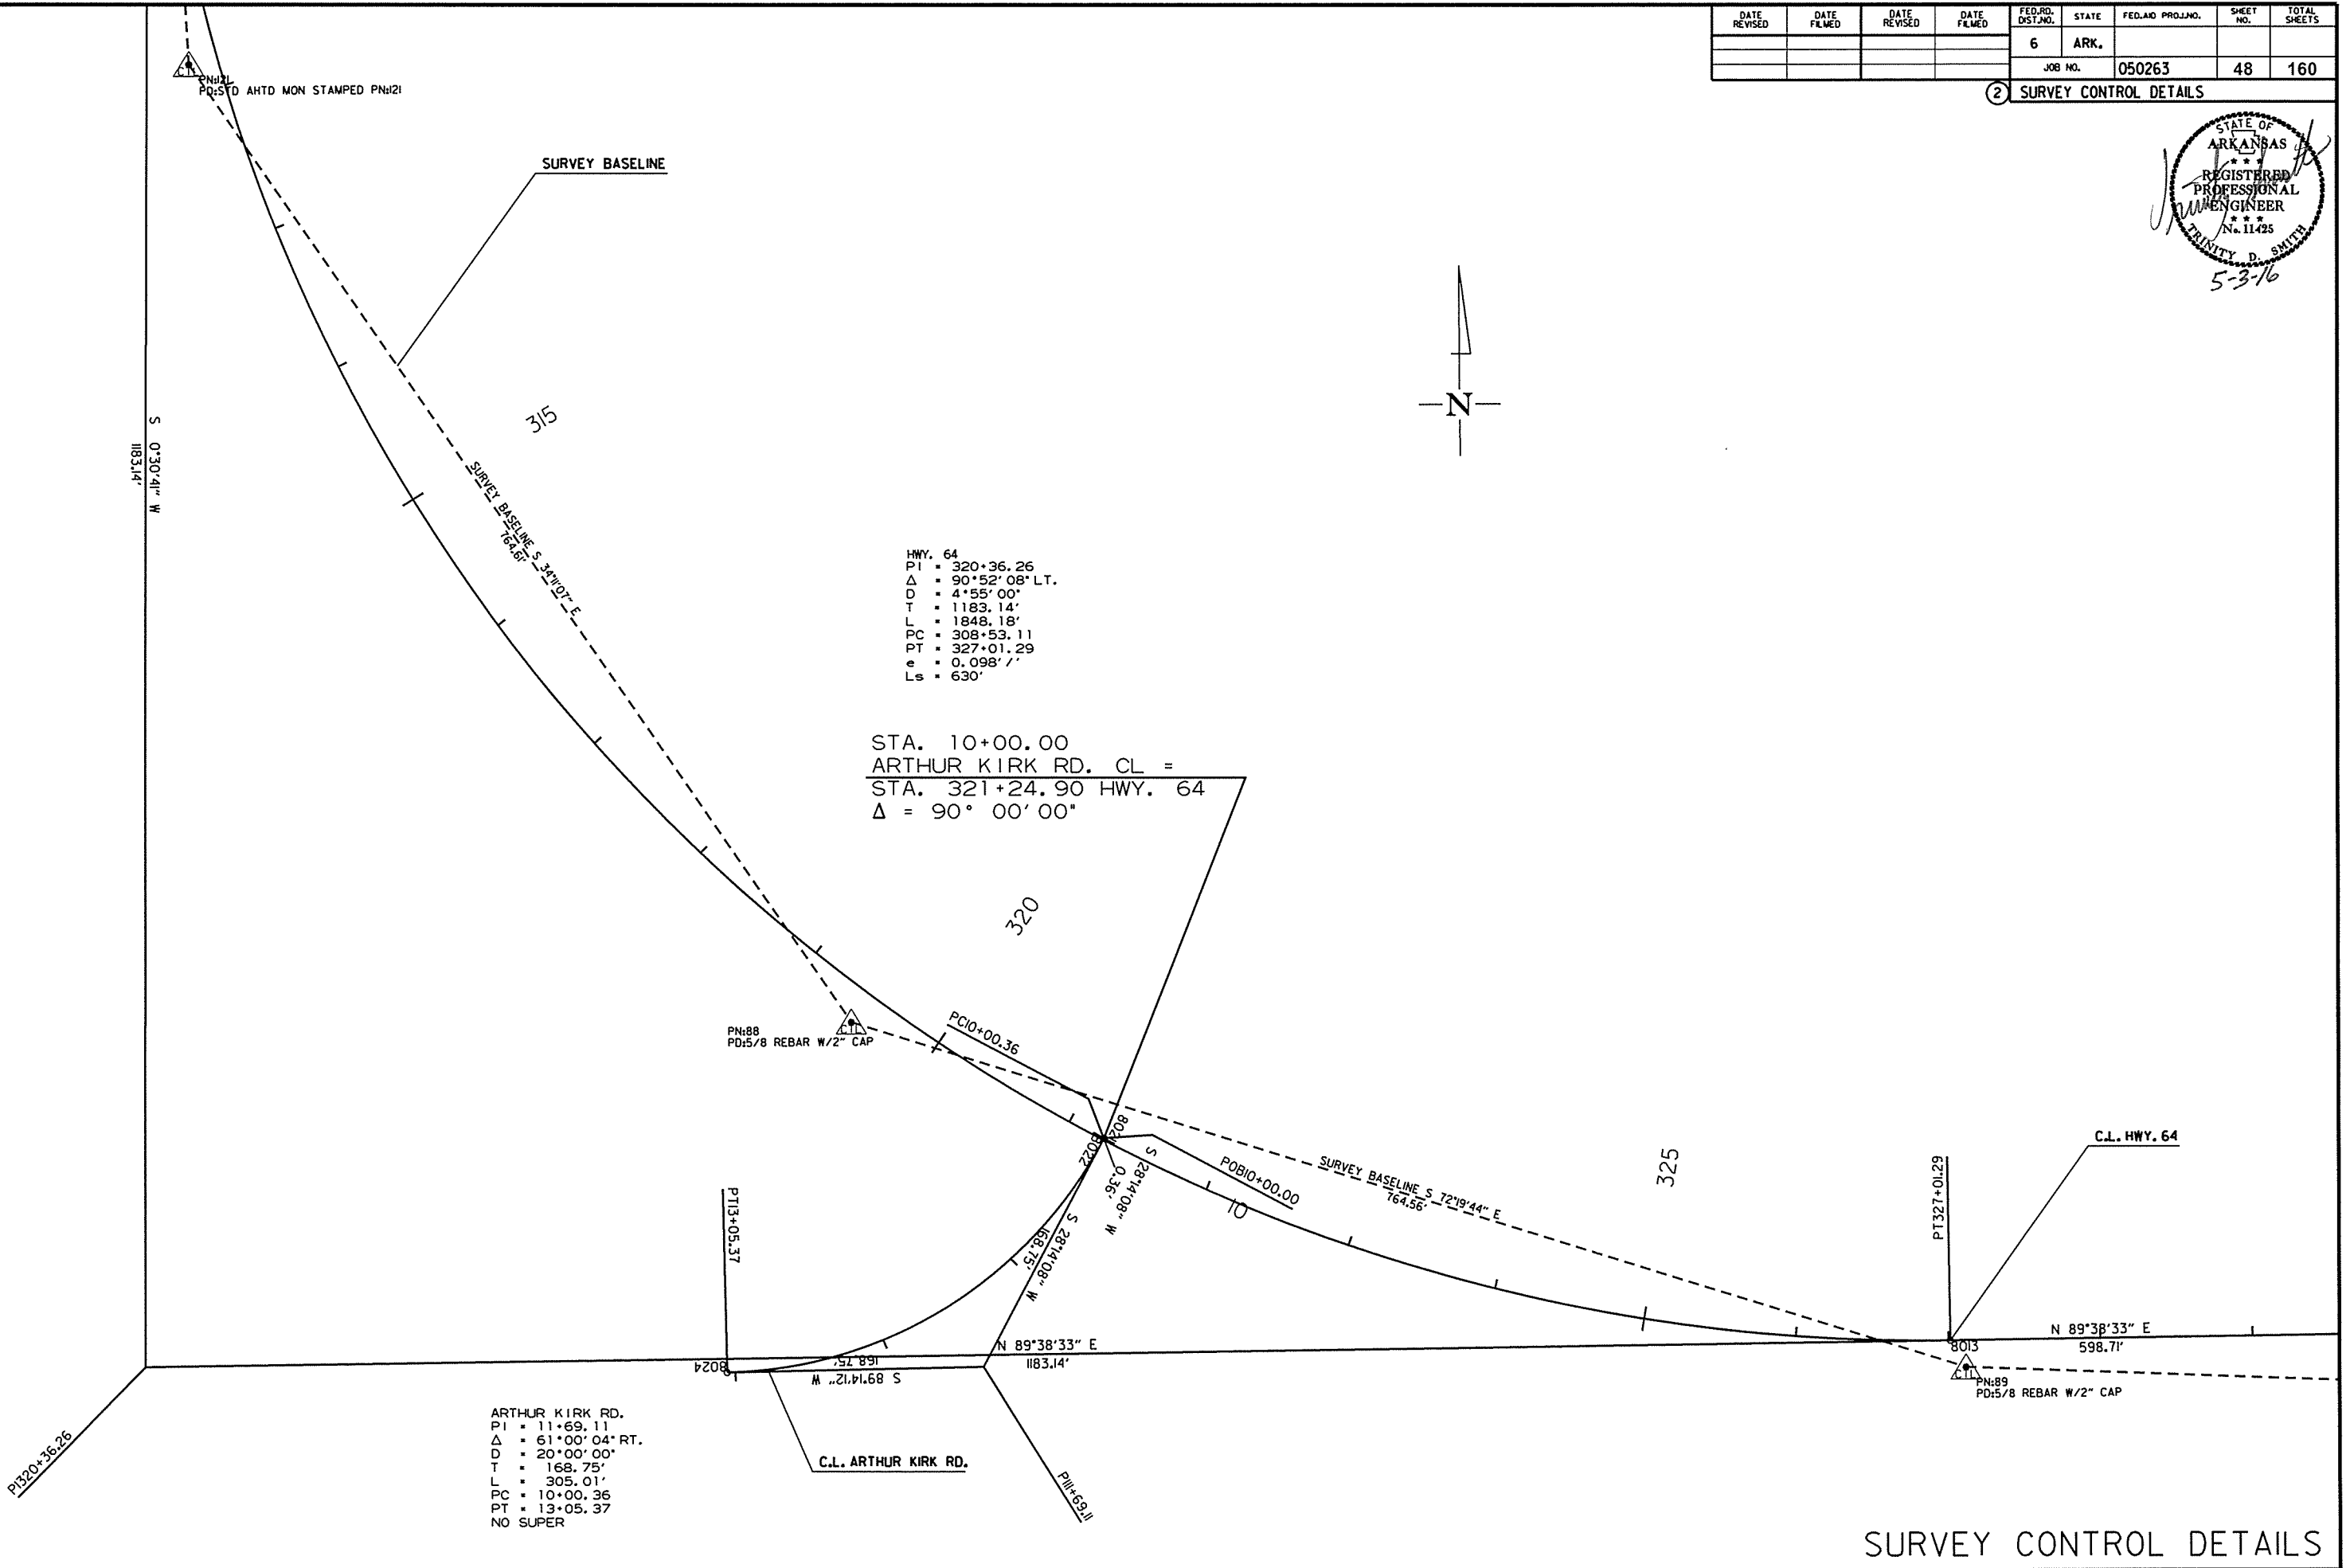 DATE REVISED
DATE FILMED
DATE REVISED
DATE FILMED
FED.RD. DIST.NO.
STATE
FED.AID PROJ.NO.
SHEET NO.
TOTAL SHEETS
6
ARK.
JOB NO.
050263
48
160
2
SURVEY CONTROL DETAILS
STATE OF
ARKANSAS
★ ★ ★
REGISTERED
PROFESSIONAL
ENGINEER
★ ★ ★
No. 11425
TRINITY D. SMITH
5-3-16
CTL
PN:121
PD:STD AHTD MON STAMPED PN:121
SURVEY BASELINE
S 0°30'41" W
1183.14'
315
SURVEY BASELINE S 34°11'07" E
764.61'
N
HWY. 64
PI = 320+36.26
Δ = 90°52'08" LT.
D = 4°55'00"
T = 1183.14'
L = 1848.18'
PC = 308+53.11
PT = 327+01.29
e = 0.098'/'
Ls = 630'
STA. 10+00.00
ARTHUR KIRK RD. CL =
STA. 321+24.90 HWY. 64
Δ = 90° 00'00"
320
CTL
PN:88
PD:5/8 REBAR W/2" CAP
PC10+00.36
8021
8022
S 28°14'08" W
0.36'
POB10+00.00
10
S 28°14'08" W
168.75'
SURVEY BASELINE S 72°19'44" E
764.56'
325
C.L. HWY. 64
PT327+01.29
PT13+05.37
N 89°38'33" E
1183.14'
N 89°38'33" E
598.71'
8013
8024
168.75'
S 89°14'12" W
CTL
PN:89
PD:5/8 REBAR W/2" CAP
ARTHUR KIRK RD.
PI = 11+69.11
Δ = 61°00'04" RT.
D = 20°00'00"
T = 168.75'
L = 305.01'
PC = 10+00.36
PT = 13+05.37
NO SUPER
C.L. ARTHUR KIRK RD.
PI320+36.26
PI11+69.11
SURVEY CONTROL DETAILS